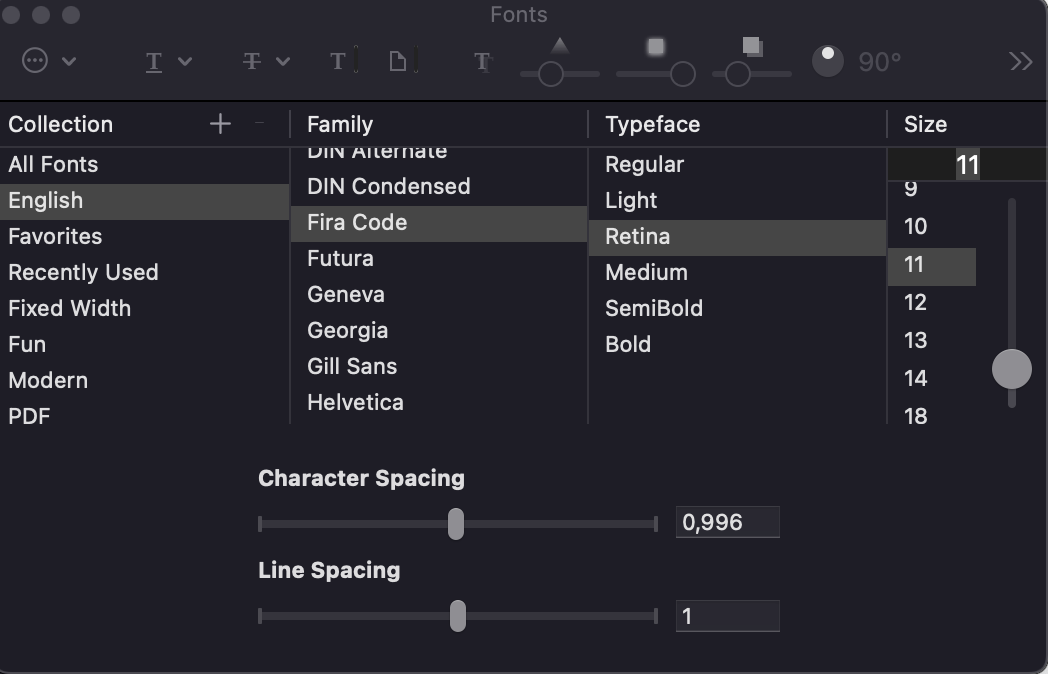 Fonts
T T T T 90°
Collection + - Family Typeface Size
All Fonts DIN Alternate Regular 11
English DIN Condensed Light 9
Favorites Fira Code Retina 10
Recently Used Futura Medium 11
Fixed Width Geneva SemiBold 12
Fun Georgia Bold 13
Modern Gill Sans 14
PDF Helvetica 18
Character Spacing
0,996
Line Spacing
1